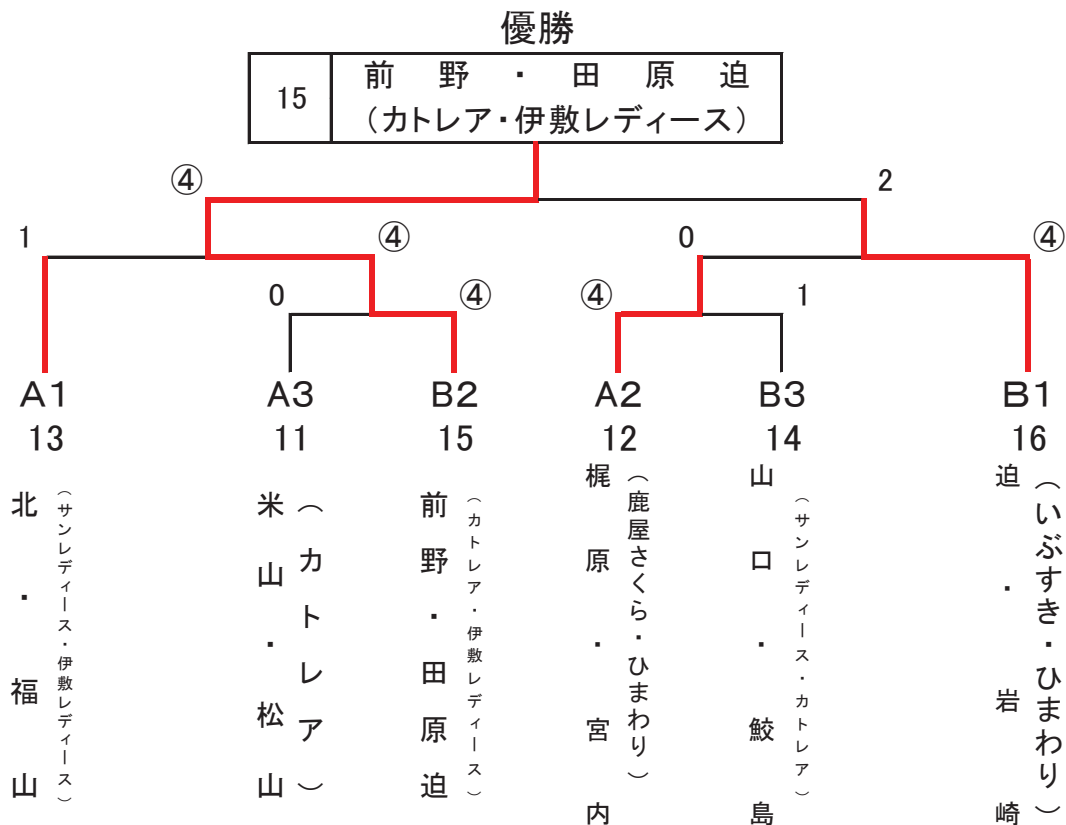 優勝
15
前野・田原迫
(カトレア・伊敷レディース)
④
2
1
④
0
④
0
④
④
1
A1
A3
B2
A2
B3
B1
13
11
15
12
14
16
北・福山
(サンレディース・伊敷レディース)
米山・松山
(カトレア)
前野・田原迫
(カトレア・伊敷レディース)
梶原・宮内
(鹿屋さくら・ひまわり)
山口・鮫島
(サンレディース・カトレア)
迫・岩崎
(いぶすき・ひまわり)